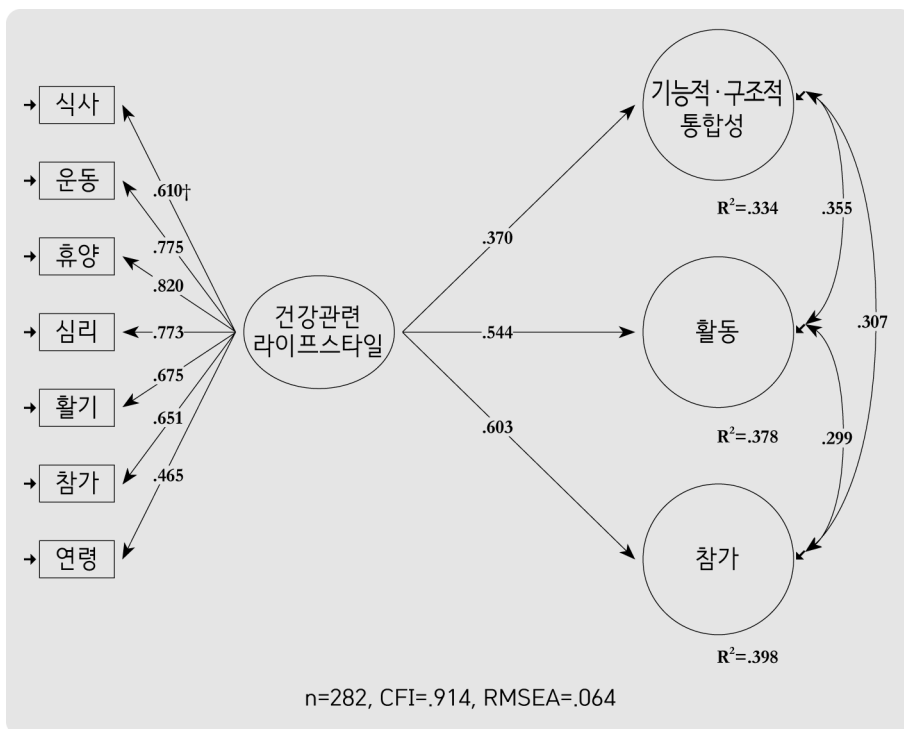 식사
운동
휴양
심리
활기
참가
연령
.610†
.775
.820
.773
.675
.651
.465
건강관련
라이프스타일
.370
.544
.603
기능적·구조적
통합성
R²=.334
활동
R²=.378
참가
R²=.398
.355
.307
.299
n=282, CFI=.914, RMSEA=.064